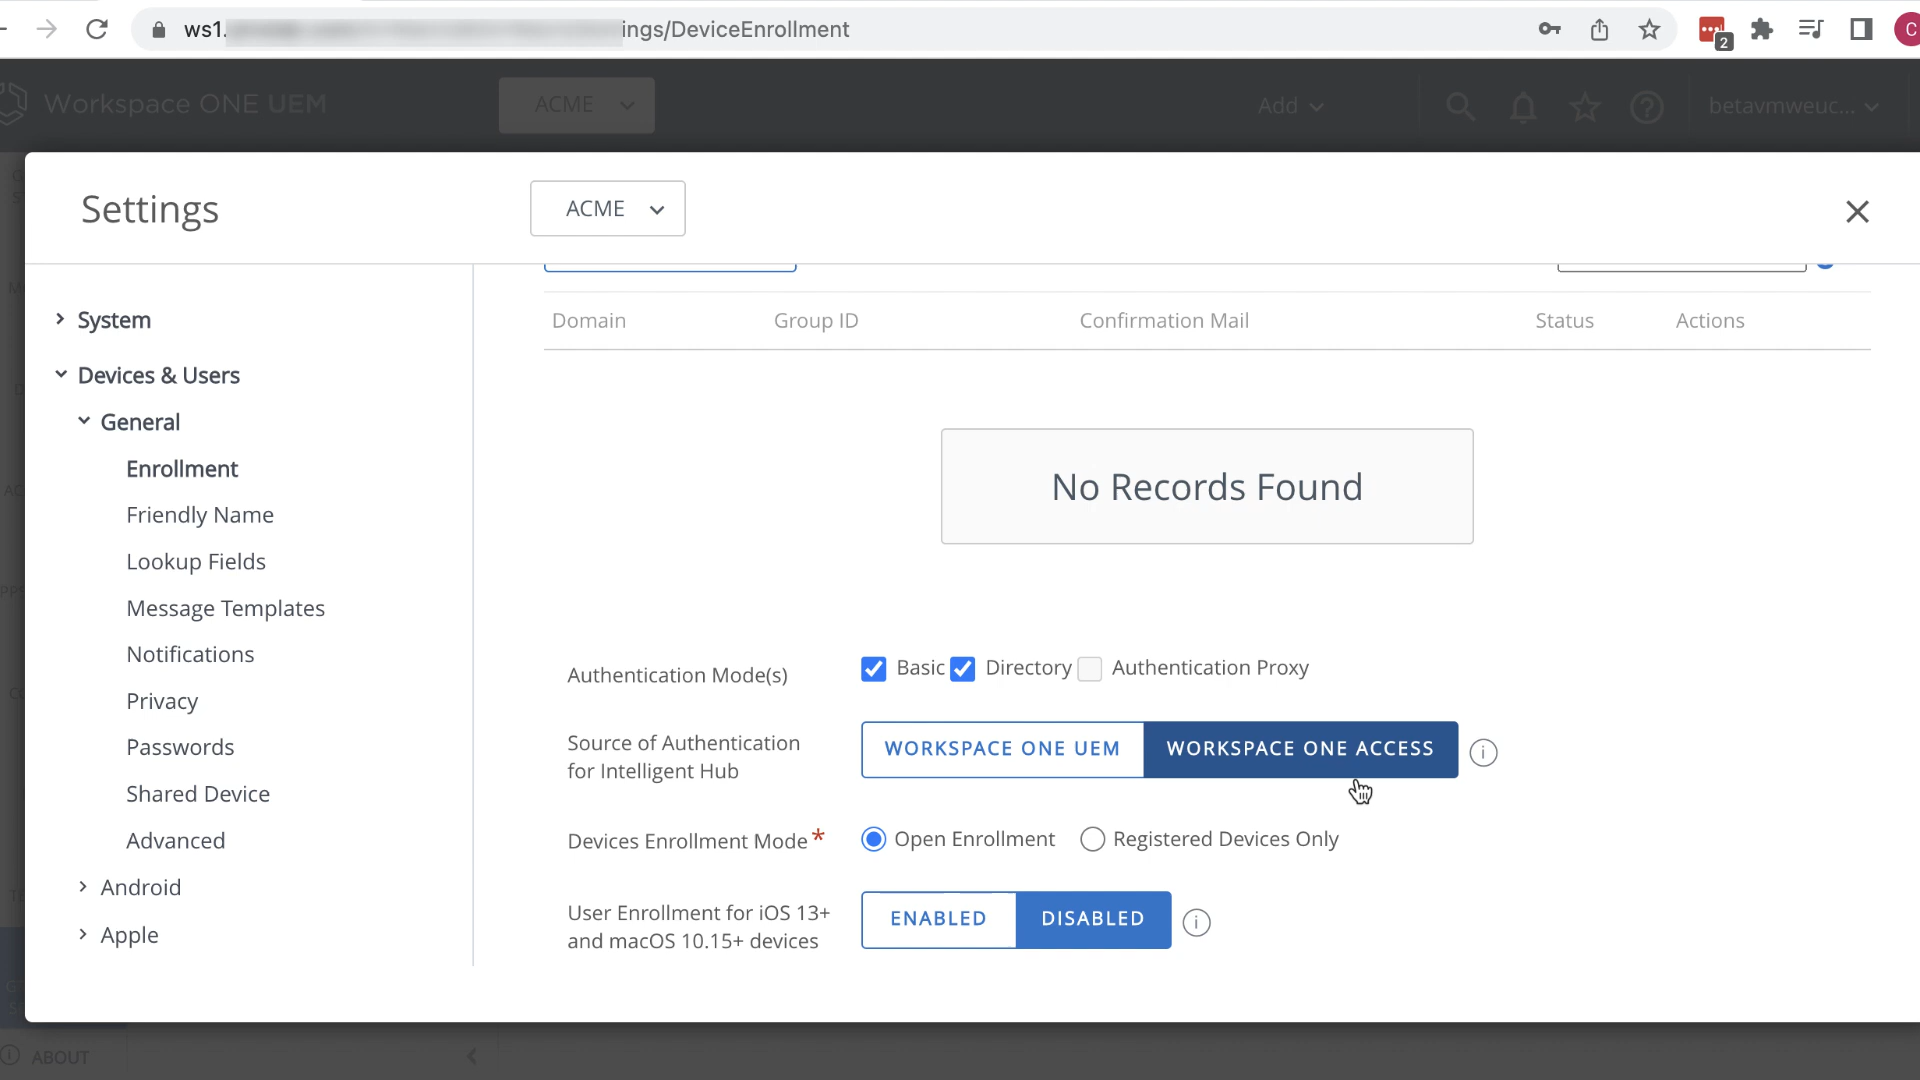 ws1.
ings/DeviceEnrollment
2
C
Workspace ONE UEM
ACME
Add
betavmweuc...
Settings
ACME
System
Devices & Users
General
Enrollment
Friendly Name
Lookup Fields
Message Templates
Notifications
Privacy
Passwords
Shared Device
Advanced
Android
Apple
Domain Group ID Confirmation Mail Status Actions
No Records Found
Authentication Mode(s) Basic Directory Authentication Proxy
Source of Authentication
for Intelligent Hub
WORKSPACE ONE UEM WORKSPACE ONE ACCESS
Devices Enrollment Mode* Open Enrollment Registered Devices Only
User Enrollment for iOS 13+
and macOS 10.15+ devices
ENABLED DISABLED
ABOUT